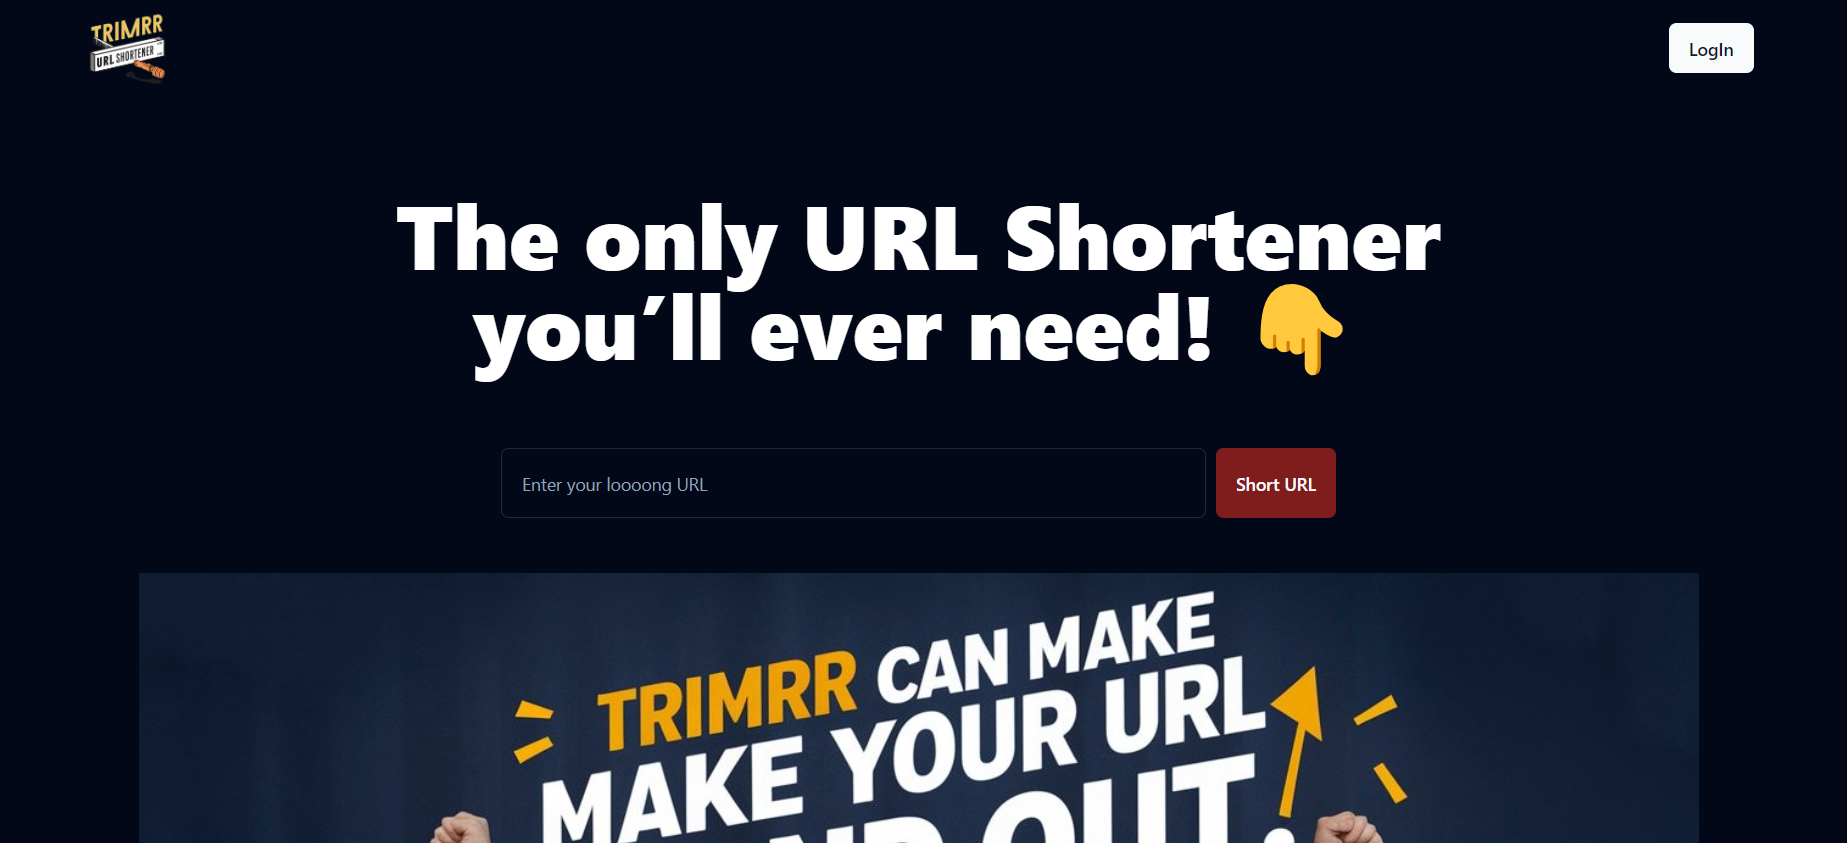 TRIMRR
URL SHORTENER
LogIn
The only URL Shortener
you’ll ever need! 👇
Enter your loooong URL
Short URL
TRIMRR CAN MAKE
MAKE YOUR URL
OUT.